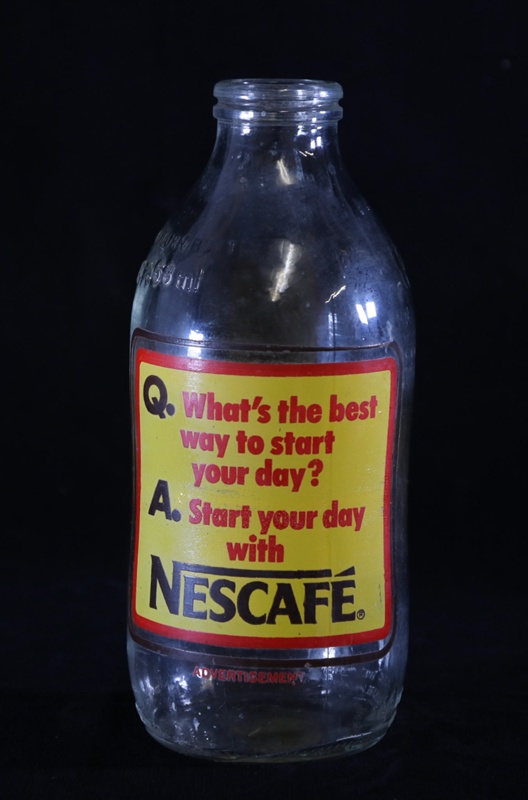 Q. What's the best
way to start
your day?
A. Start your day
with
NESCAFÉ®
ADVERTISEMENT